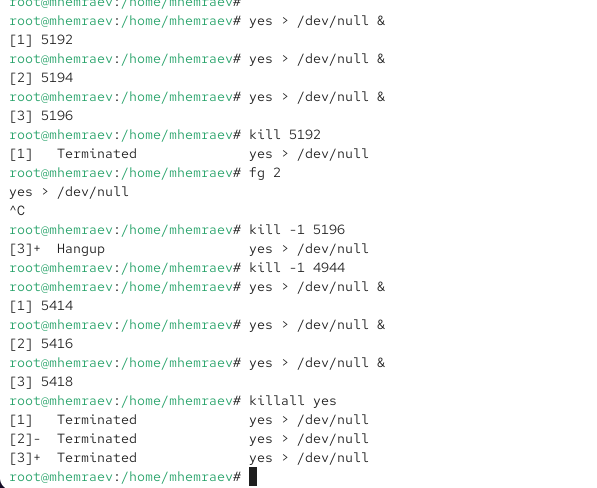 root@mhemraev:/home/mhemraev#
root@mhemraev:/home/mhemraev# yes > /dev/null &
[1] 5192
root@mhemraev:/home/mhemraev# yes > /dev/null &
[2] 5194
root@mhemraev:/home/mhemraev# yes > /dev/null &
[3] 5196
root@mhemraev:/home/mhemraev# kill 5192
[1]   Terminated              yes > /dev/null
root@mhemraev:/home/mhemraev# fg 2
yes > /dev/null
^C
root@mhemraev:/home/mhemraev# kill -1 5196
[3]+  Hangup                  yes > /dev/null
root@mhemraev:/home/mhemraev# kill -1 4944
root@mhemraev:/home/mhemraev# yes > /dev/null &
[1] 5414
root@mhemraev:/home/mhemraev# yes > /dev/null &
[2] 5416
root@mhemraev:/home/mhemraev# yes > /dev/null &
[3] 5418
root@mhemraev:/home/mhemraev# killall yes
[1]   Terminated              yes > /dev/null
[2]-  Terminated              yes > /dev/null
[3]+  Terminated              yes > /dev/null
root@mhemraev:/home/mhemraev#